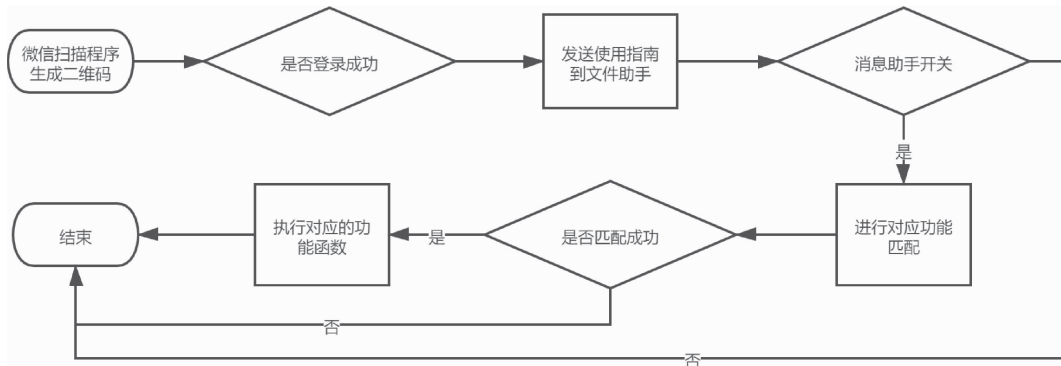 微信扫描程序
生成二维码
是否登录成功
发送使用指南
到文件助手
消息助手开关
是
进行对应功能
匹配
是否匹配成功
是
执行对应的功
能函数
结束
否
否